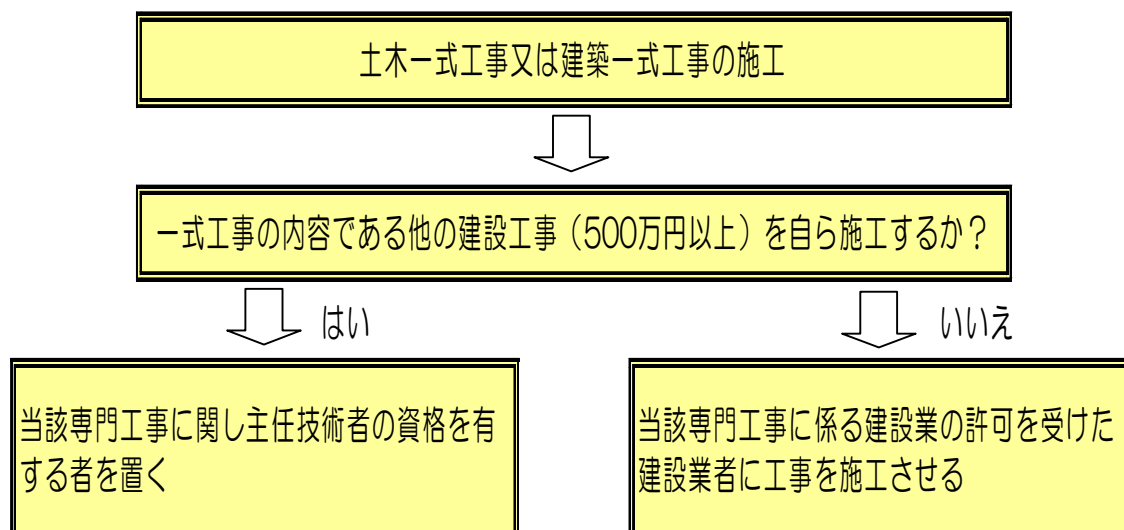 土木一式工事又は建築一式工事の施工
一式工事の内容である他の建設工事（500万円以上）を自ら施工するか？
はい
いいえ
当該専門工事に関し主任技術者の資格を有
する者を置く
当該専門工事に係る建設業の許可を受けた
建設業者に工事を施工させる